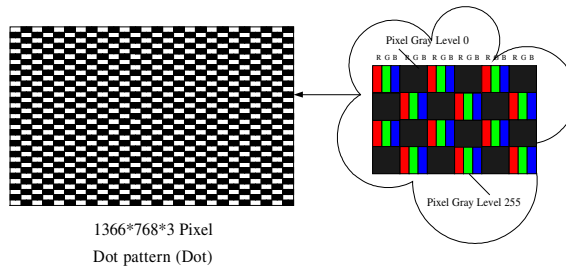 Pixel Gray Level 0
R G B R G B R G B R G B R G B R G B
Pixel Gray Level 255
1366*768*3 Pixel
Dot pattern (Dot)